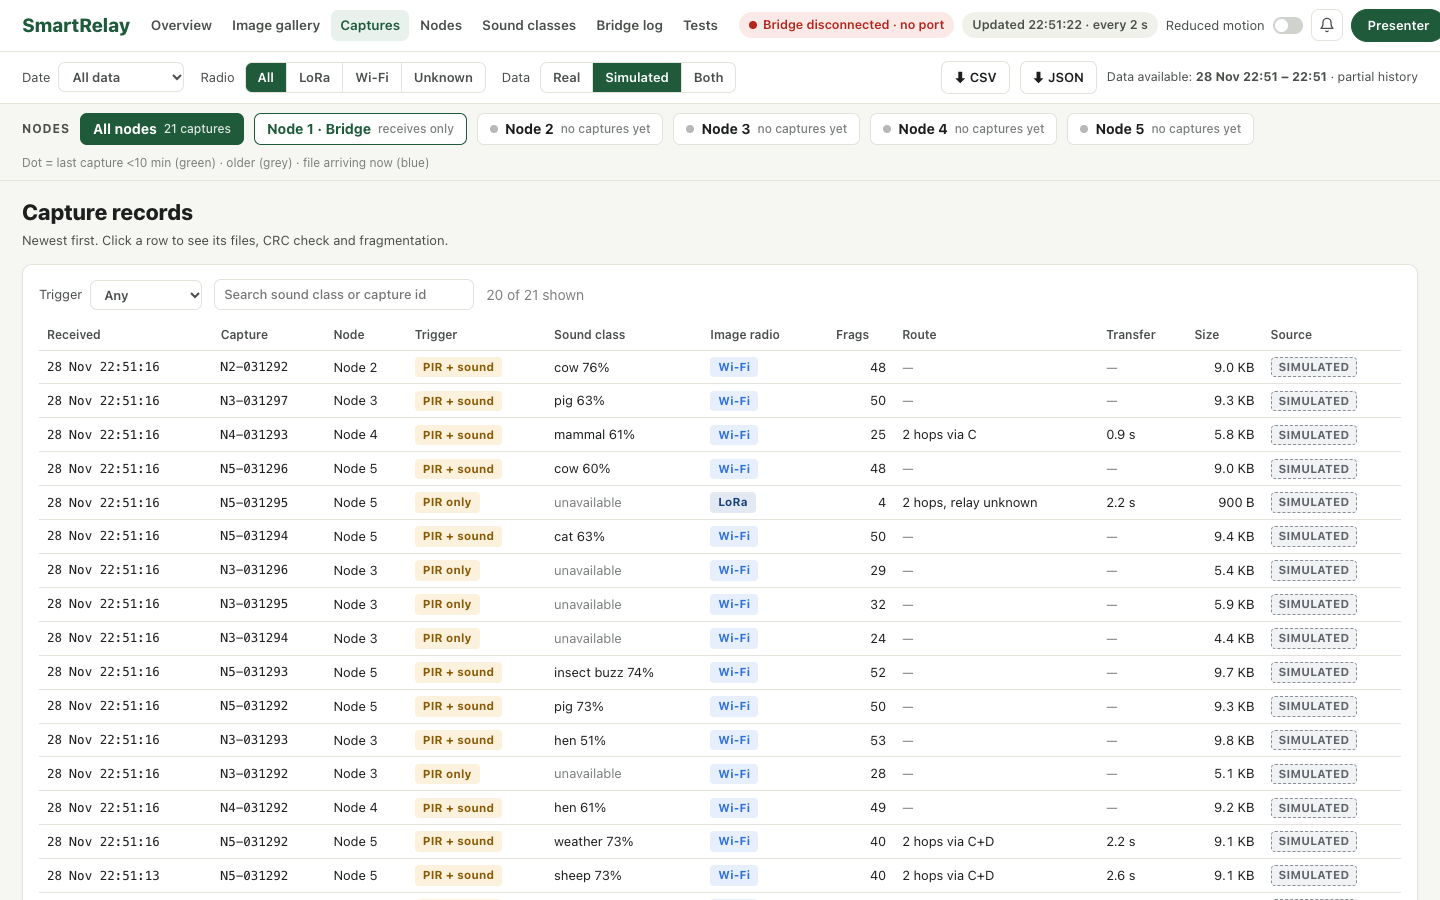 SmartRelay Overview Image gallery Captures Nodes Sound classes Bridge log Tests Bridge disconnected · no port Updated 22:51:22 · every 2 s Reduced motion Presenter
Date All data Radio All LoRa Wi-Fi Unknown Data Real Simulated Both CSV JSON Data available: 28 Nov 22:51 – 22:51 · partial history
NODES All nodes 21 captures Node 1 · Bridge receives only Node 2 no captures yet Node 3 no captures yet Node 4 no captures yet Node 5 no captures yet
Dot = last capture <10 min (green) · older (grey) · file arriving now (blue)
Capture records
Newest first. Click a row to see its files, CRC check and fragmentation.
Trigger Any Search sound class or capture id 20 of 21 shown
Received Capture Node Trigger Sound class Image radio Frags Route Transfer Size Source
28 Nov 22:51:16 N2–031292 Node 2 PIR + sound cow 76% Wi-Fi 48 — — 9.0 KB SIMULATED
28 Nov 22:51:16 N3–031297 Node 3 PIR + sound pig 63% Wi-Fi 50 — — 9.3 KB SIMULATED
28 Nov 22:51:16 N4–031293 Node 4 PIR + sound mammal 61% Wi-Fi 25 2 hops via C 0.9 s 5.8 KB SIMULATED
28 Nov 22:51:16 N5–031296 Node 5 PIR + sound cow 60% Wi-Fi 48 — — 9.0 KB SIMULATED
28 Nov 22:51:16 N5–031295 Node 5 PIR only unavailable LoRa 4 2 hops, relay unknown 2.2 s 900 B SIMULATED
28 Nov 22:51:16 N5–031294 Node 5 PIR + sound cat 63% Wi-Fi 50 — — 9.4 KB SIMULATED
28 Nov 22:51:16 N3–031296 Node 3 PIR only unavailable Wi-Fi 29 — — 5.4 KB SIMULATED
28 Nov 22:51:16 N3–031295 Node 3 PIR only unavailable Wi-Fi 32 — — 5.9 KB SIMULATED
28 Nov 22:51:16 N3–031294 Node 3 PIR only unavailable Wi-Fi 24 — — 4.4 KB SIMULATED
28 Nov 22:51:16 N5–031293 Node 5 PIR + sound insect buzz 74% Wi-Fi 52 — — 9.7 KB SIMULATED
28 Nov 22:51:16 N5–031292 Node 5 PIR + sound pig 73% Wi-Fi 50 — — 9.3 KB SIMULATED
28 Nov 22:51:16 N3–031293 Node 3 PIR + sound hen 51% Wi-Fi 53 — — 9.8 KB SIMULATED
28 Nov 22:51:16 N3–031292 Node 3 PIR only unavailable Wi-Fi 28 — — 5.1 KB SIMULATED
28 Nov 22:51:16 N4–031292 Node 4 PIR + sound hen 61% Wi-Fi 49 — — 9.2 KB SIMULATED
28 Nov 22:51:16 N5–031292 Node 5 PIR + sound weather 73% Wi-Fi 40 2 hops via C+D 2.2 s 9.1 KB SIMULATED
28 Nov 22:51:13 N5–031292 Node 5 PIR + sound sheep 73% Wi-Fi 40 2 hops via C+D 2.6 s 9.1 KB SIMULATED